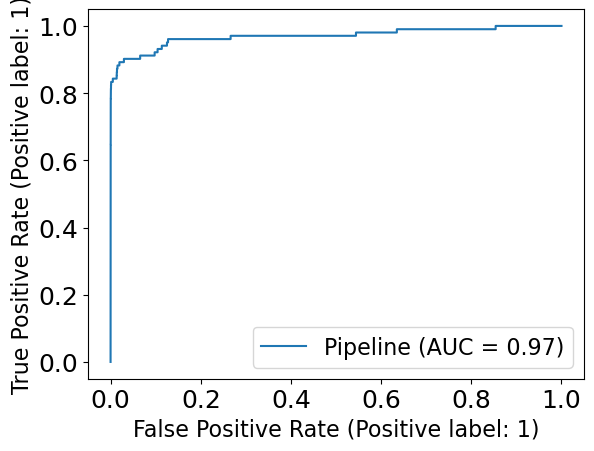 True Positive Rate (Positive label: 1)
1.0
0.8
0.6
0.4
0.2
0.0
Pipeline (AUC = 0.97)
0.0 0.2 0.4 0.6 0.8 1.0
False Positive Rate (Positive label: 1)